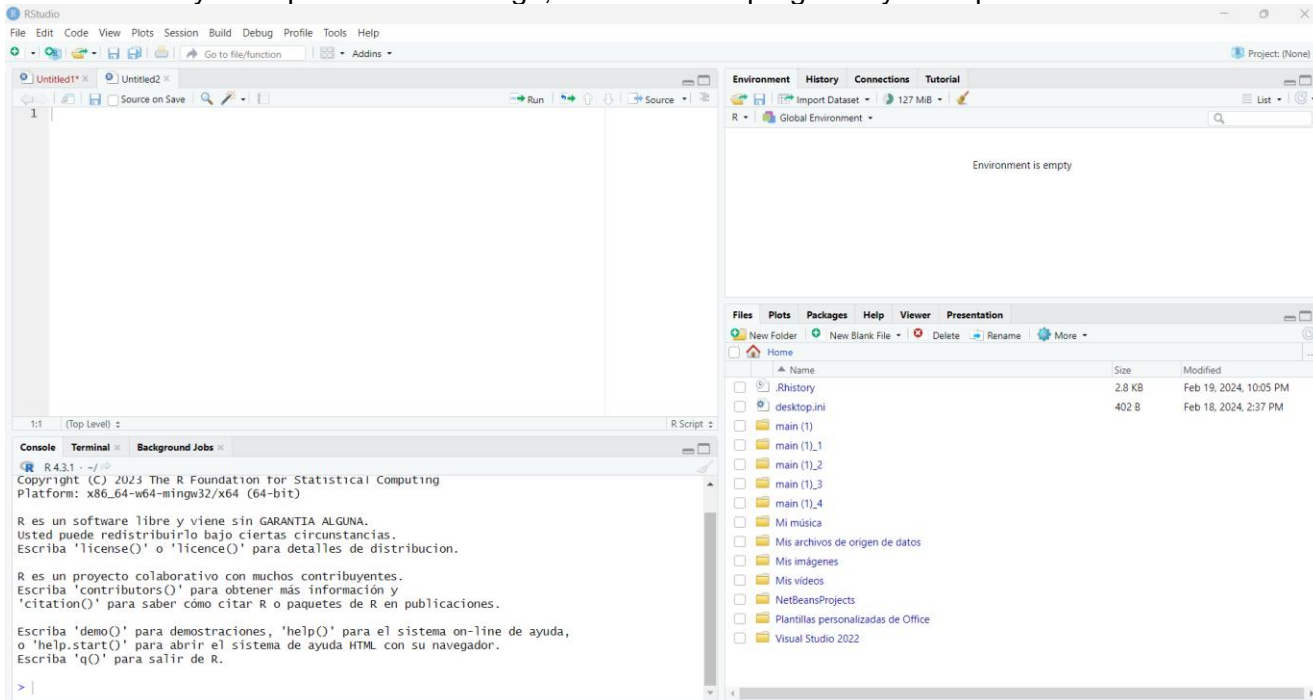 RStudio
File Edit Code View Plots Session Build Debug Profile Tools Help
Go to file/function Addins Project: (None)
Untitled1* Untitled2
Source on Save Run Source
1
1:1 (Top Level) R Script
Console Terminal Background Jobs
R 4.3.1 · ~/
Copyright (C) 2023 The R Foundation for Statistical Computing
Platform: x86_64-w64-mingw32/x64 (64-bit)
R es un software libre y viene sin GARANTIA ALGUNA.
Usted puede redistribuirlo bajo ciertas circunstancias.
Escriba 'license()' o 'licence()' para detalles de distribucion.
R es un proyecto colaborativo con muchos contribuyentes.
Escriba 'contributors()' para obtener más información y
'citation()' para saber cómo citar R o paquetes de R en publicaciones.
Escriba 'demo()' para demostraciones, 'help()' para el sistema on-line de ayuda,
o 'help.start()' para abrir el sistema de ayuda HTML con su navegador.
Escriba 'q()' para salir de R.
>
Environment History Connections Tutorial
Import Dataset 127 MiB List
R Global Environment
Environment is empty
Files Plots Packages Help Viewer Presentation
New Folder New Blank File Delete Rename More
Home
Name Size Modified
.Rhistory 2.8 KB Feb 19, 2024, 10:05 PM
desktop.ini 402 B Feb 18, 2024, 2:37 PM
main (1)
main (1)_1
main (1)_2
main (1)_3
main (1)_4
Mi música
Mis archivos de origen de datos
Mis imágenes
Mis vídeos
NetBeansProjects
Plantillas personalizadas de Office
Visual Studio 2022